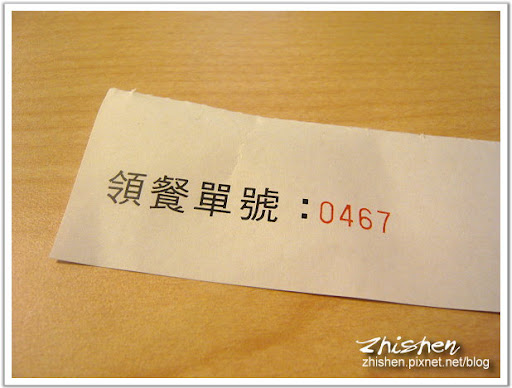 領餐單號：0467
Zhishen
zhishen.pixnet.net/blog